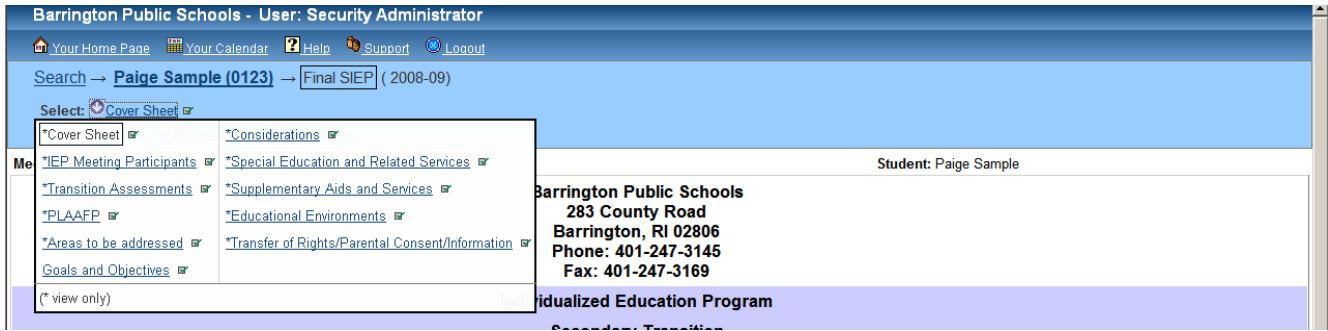 Barrington Public Schools - User: Security Administrator
Your Home Page Your Calendar Help Support Logout
Search → Paige Sample (0123) → Final SIEP ( 2008-09)
Select: Cover Sheet
*Cover Sheet *Considerations
*IEP Meeting Participants *Special Education and Related Services
*Transition Assessments *Supplementary Aids and Services
*PLAAFP *Educational Environments
*Areas to be addressed *Transfer of Rights/Parental Consent/Information
Goals and Objectives
(* view only)
Student: Paige Sample
Barrington Public Schools
283 County Road
Barrington, RI 02806
Phone: 401-247-3145
Fax: 401-247-3169
Individualized Education Program
Secondary Transition